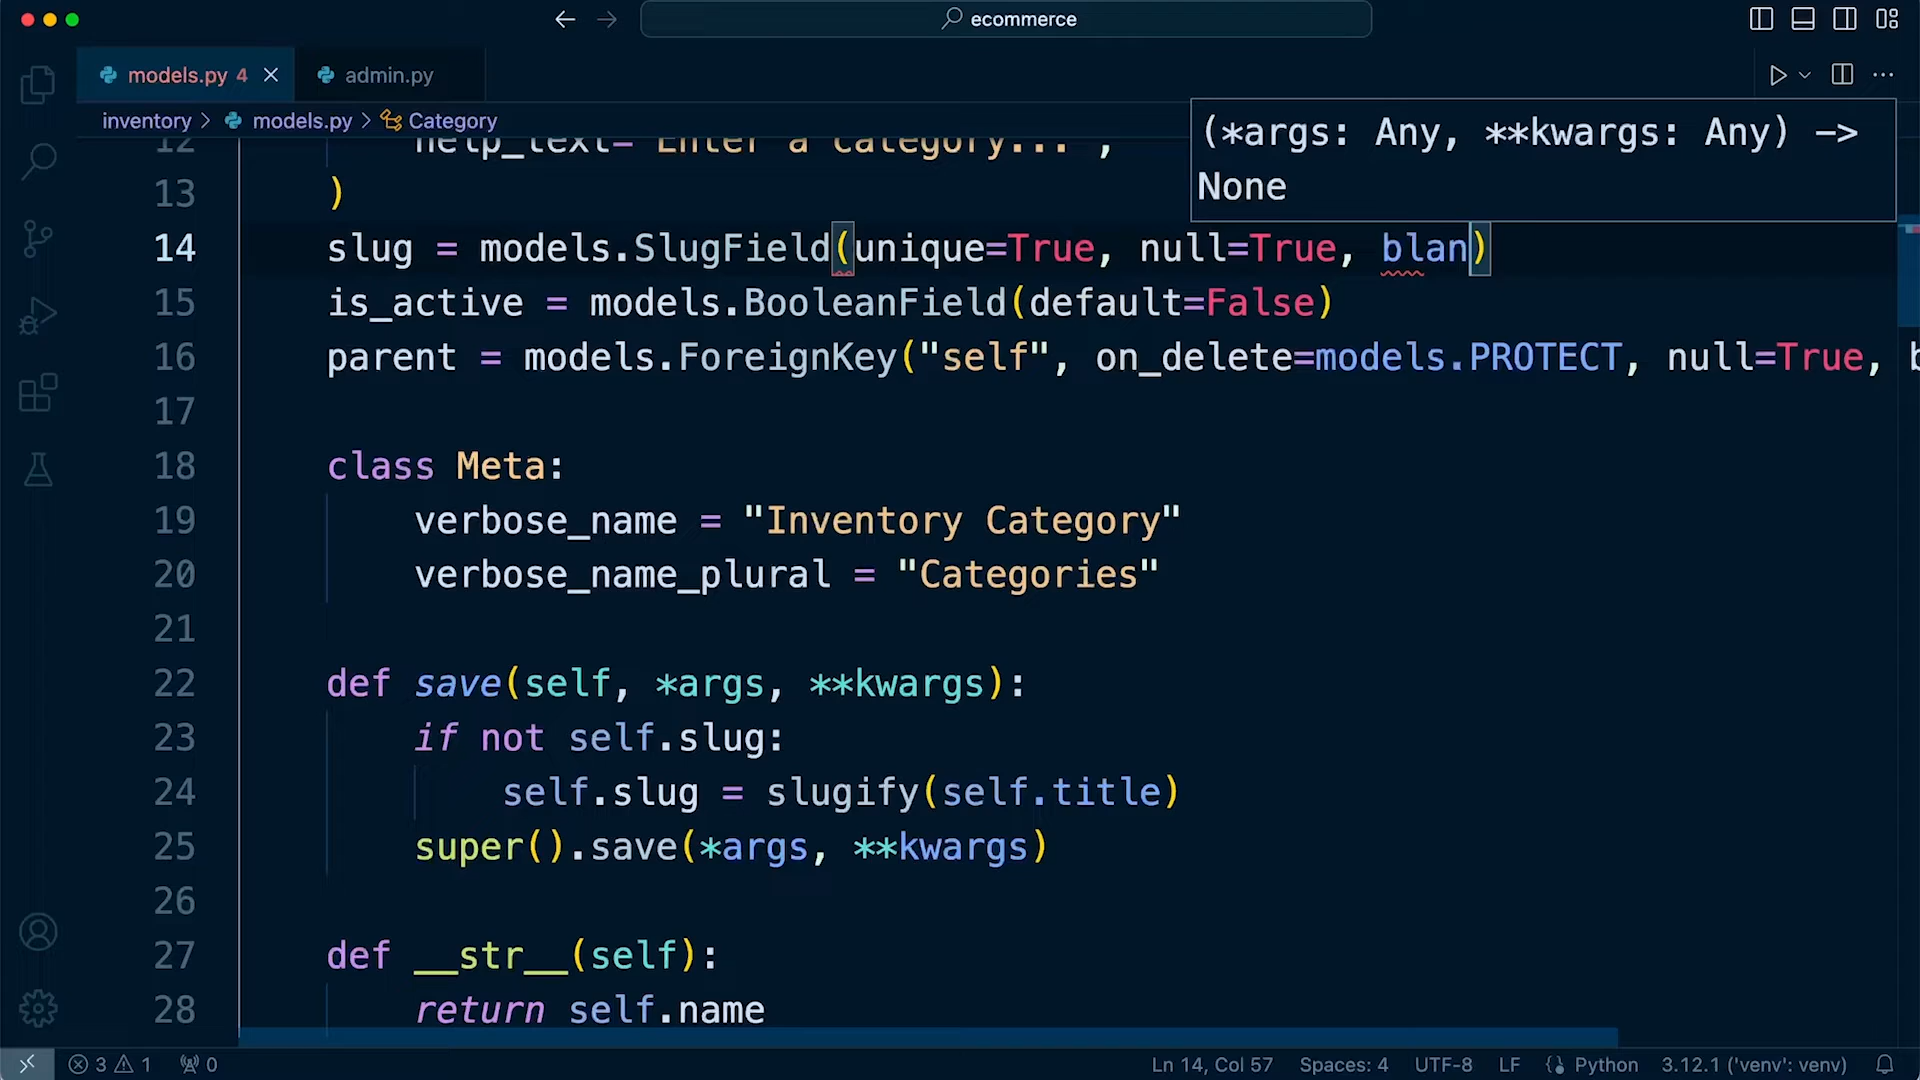 ecommerce
models.py 4 admin.py
inventory > models.py > Category
(*args: Any, **kwargs: Any) ->
None
12 help_text="Enter a category...",
13 )
14 slug = models.SlugField(unique=True, null=True, blan)
15 is_active = models.BooleanField(default=False)
16 parent = models.ForeignKey("self", on_delete=models.PROTECT, null=True, b
17
18 class Meta:
19 verbose_name = "Inventory Category"
20 verbose_name_plural = "Categories"
21
22 def save(self, *args, **kwargs):
23 if not self.slug:
24 self.slug = slugify(self.title)
25 super().save(*args, **kwargs)
26
27 def __str__(self):
28 return self.name
3 1 0 Ln 14, Col 57 Spaces: 4 UTF-8 LF Python 3.12.1 ('venv': venv)